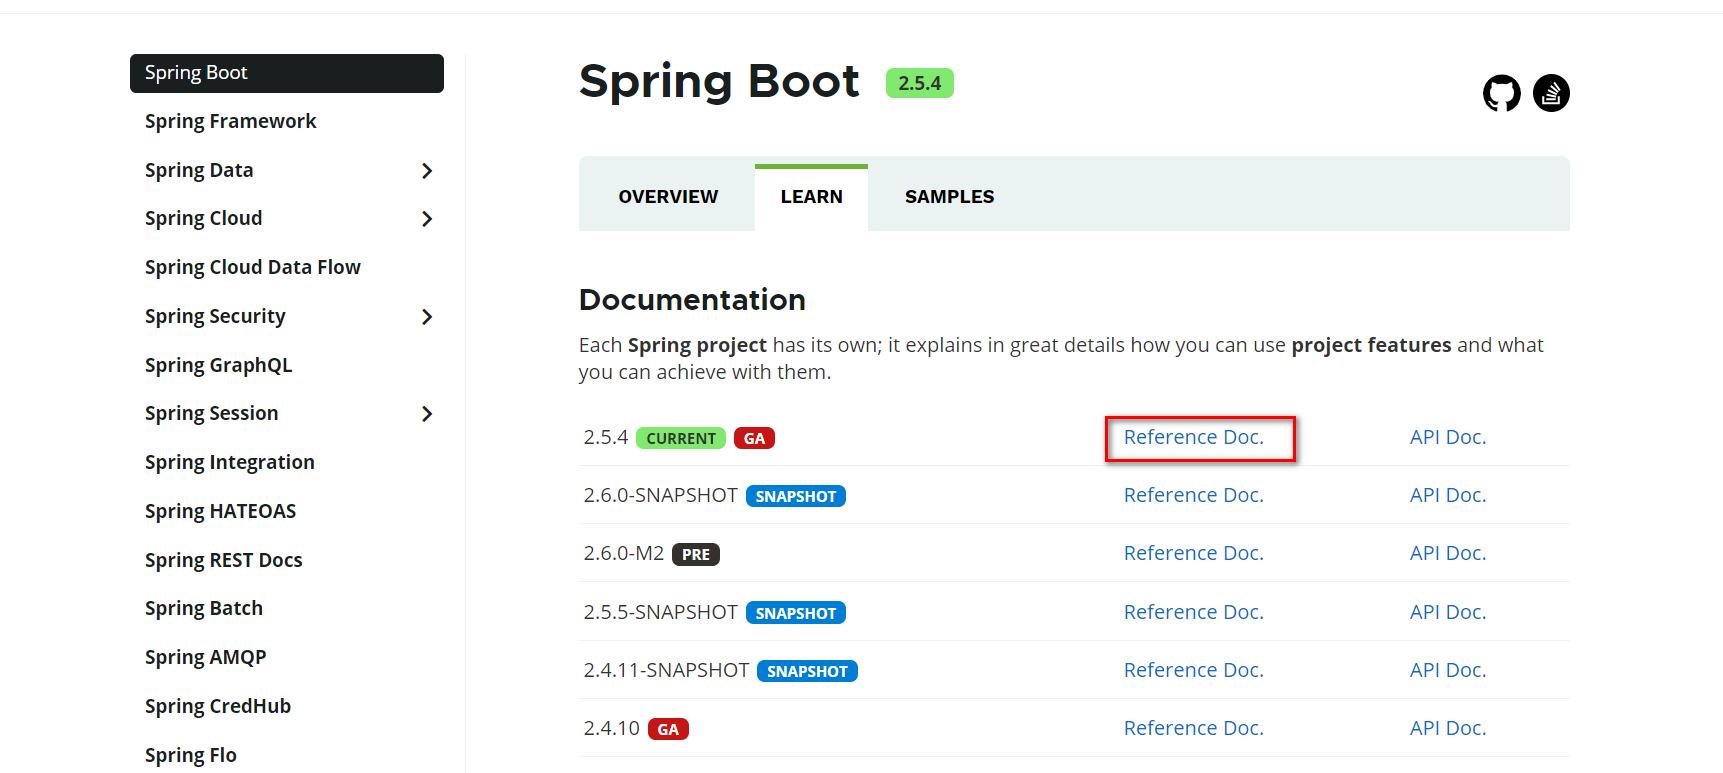 Spring Boot
Spring Framework
Spring Data
Spring Cloud
Spring Cloud Data Flow
Spring Security
Spring GraphQL
Spring Session
Spring Integration
Spring HATEOAS
Spring REST Docs
Spring Batch
Spring AMQP
Spring CredHub
Spring Flo
Spring Boot 2.5.4
OVERVIEW LEARN SAMPLES
Documentation
Each Spring project has its own; it explains in great details how you can use project features and what
you can achieve with them.
2.5.4 CURRENT GA Reference Doc. API Doc.
2.6.0-SNAPSHOT SNAPSHOT Reference Doc. API Doc.
2.6.0-M2 PRE Reference Doc. API Doc.
2.5.5-SNAPSHOT SNAPSHOT Reference Doc. API Doc.
2.4.11-SNAPSHOT SNAPSHOT Reference Doc. API Doc.
2.4.10 GA Reference Doc. API Doc.